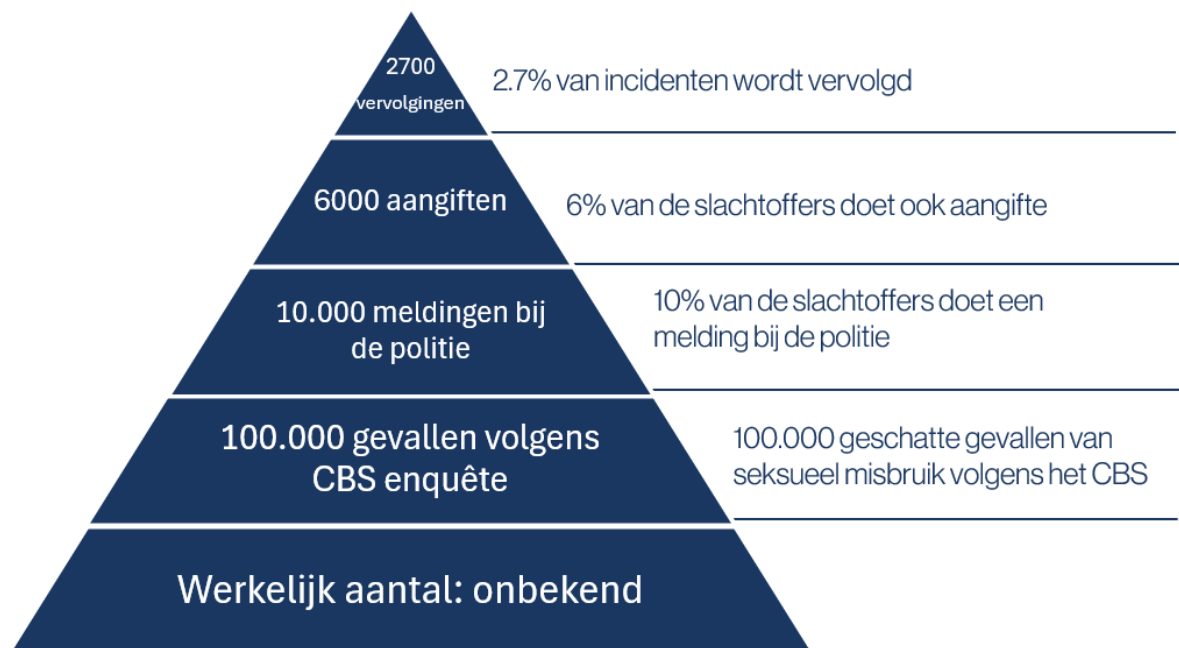 2700
vervolgingen
2.7% van incidenten wordt vervolgd
6000 aangiften
6% van de slachtoffers doet ook aangifte
10.000 meldingen bij
de politie
10% van de slachtoffers doet een
melding bij de politie
100.000 gevallen volgens
CBS enquête
100.000 geschatte gevallen van
seksueel misbruik volgens het CBS
Werkelijk aantal: onbekend